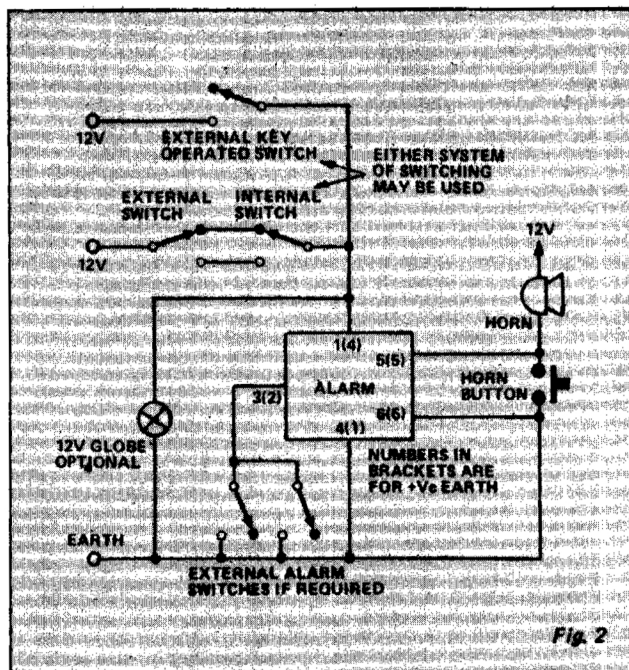 12V
EXTERNAL KEY
OPERATED SWITCH
EITHER SYSTEM
OF SWITCHING
MAY BE USED
EXTERNAL
SWITCH
INTERNAL
SWITCH
12V
12V
HORN
1(4)
5(5)
ALARM
3(2)
HORN
BUTTON
6(6)
4(1)
12V GLOBE
OPTIONAL
NUMBERS IN
BRACKETS ARE
FOR +Ve EARTH
EARTH
EXTERNAL ALARM
SWITCHES IF REQUIRED
Fig. 2